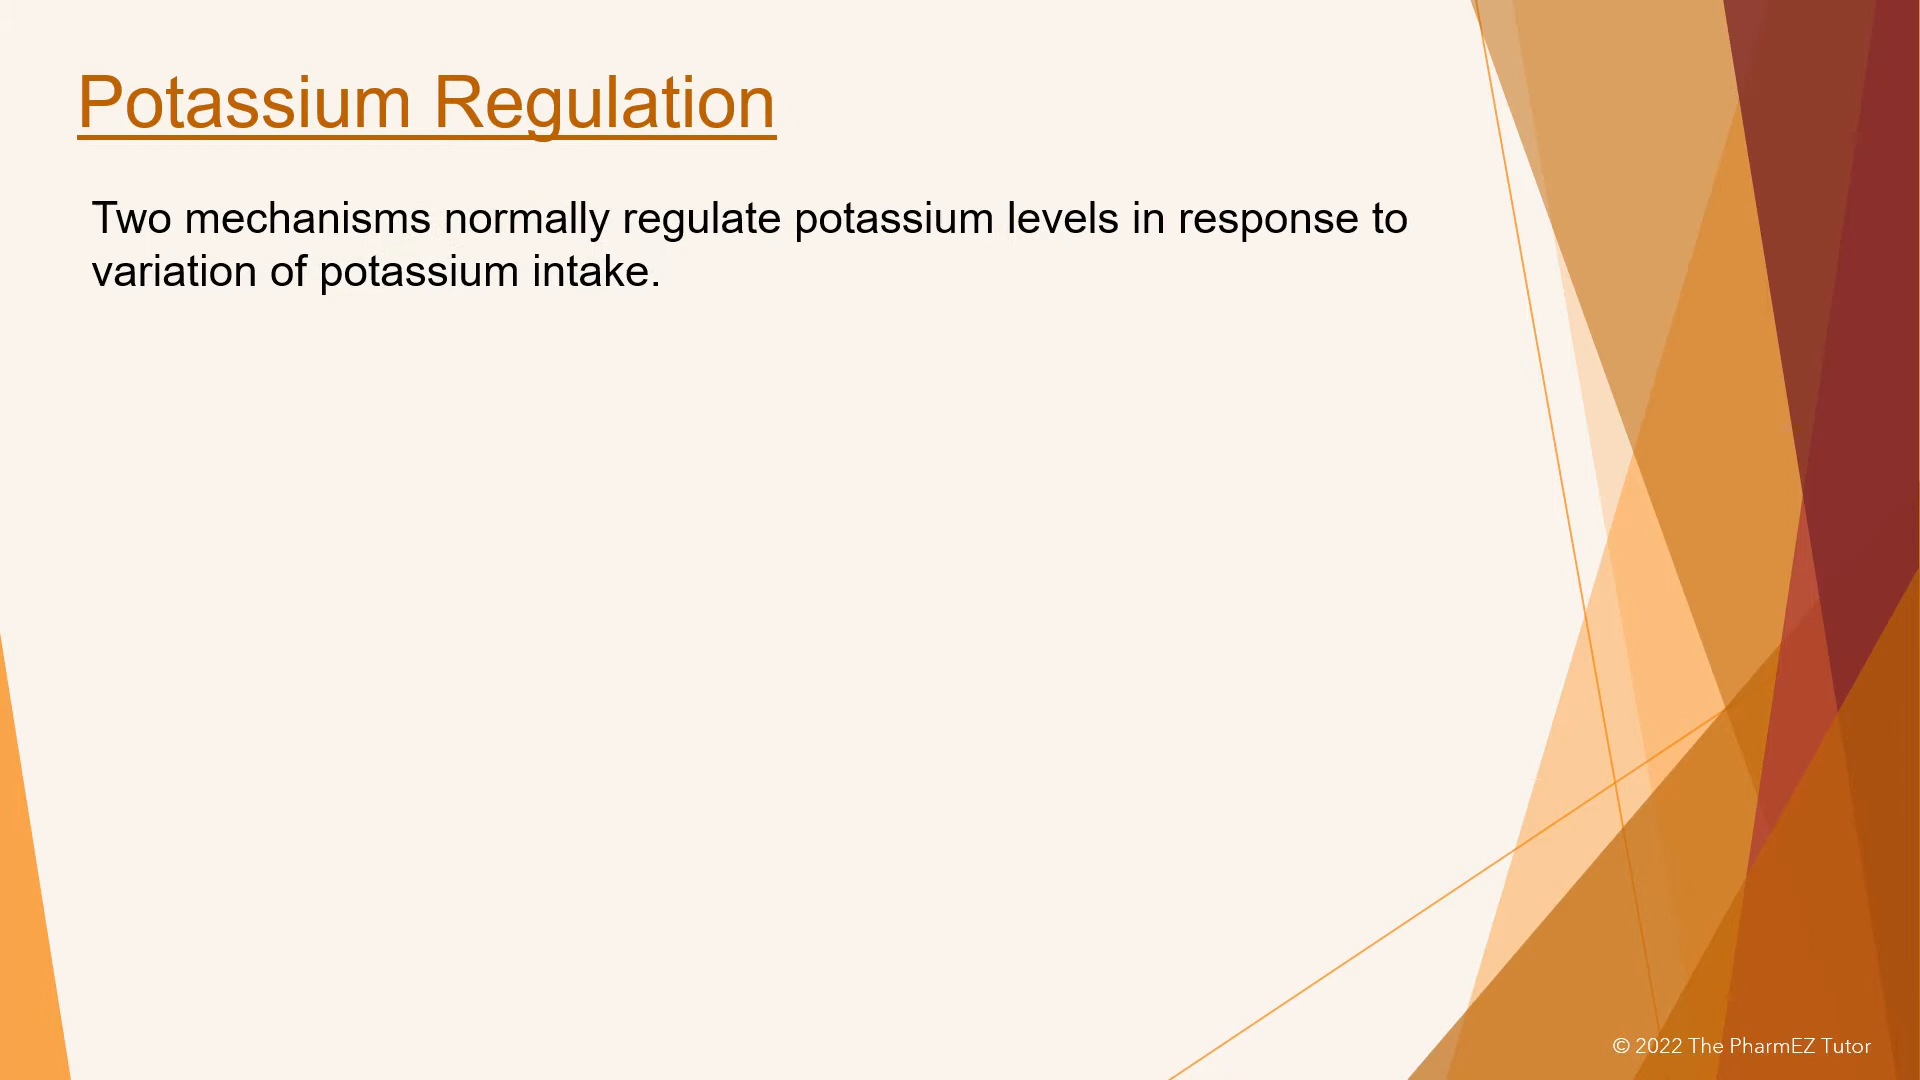 Potassium Regulation
Two mechanisms normally regulate potassium levels in response to
variation of potassium intake.
© 2022 The PharmEZ Tutor